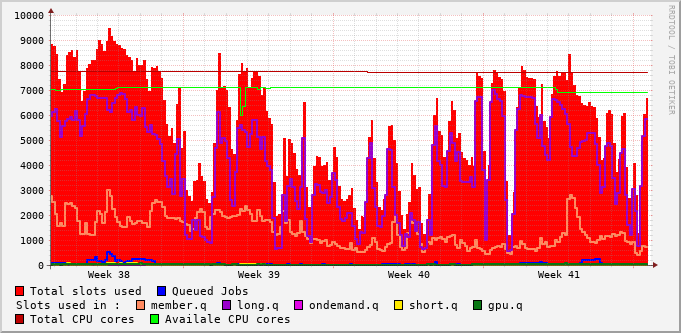 10000
9000
8000
7000
6000
5000
4000
3000
2000
1000
0
Week 38 Week 39 Week 40 Week 41
Total slots used Queued Jobs
Slots used in : member.q long.q ondemand.q short.q gpu.q
Total CPU cores Availale CPU cores
RRDTOOL / TOBI OETIKER